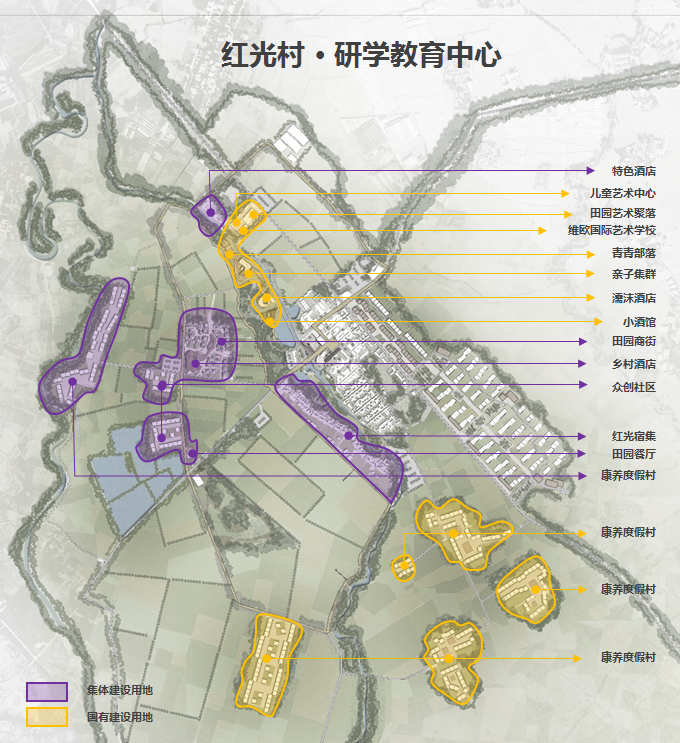 红光村·研学教育中心
特色酒店
儿童艺术中心
田园艺术聚落
维欧国际艺术学校
青青部落
亲子集群
小酒馆
田园商街
乡村酒店
众创社区
红光宿集
田园餐厅
康养度假村
康养度假村
康养度假村
康养度假村
集体建设用地
国有建设用地